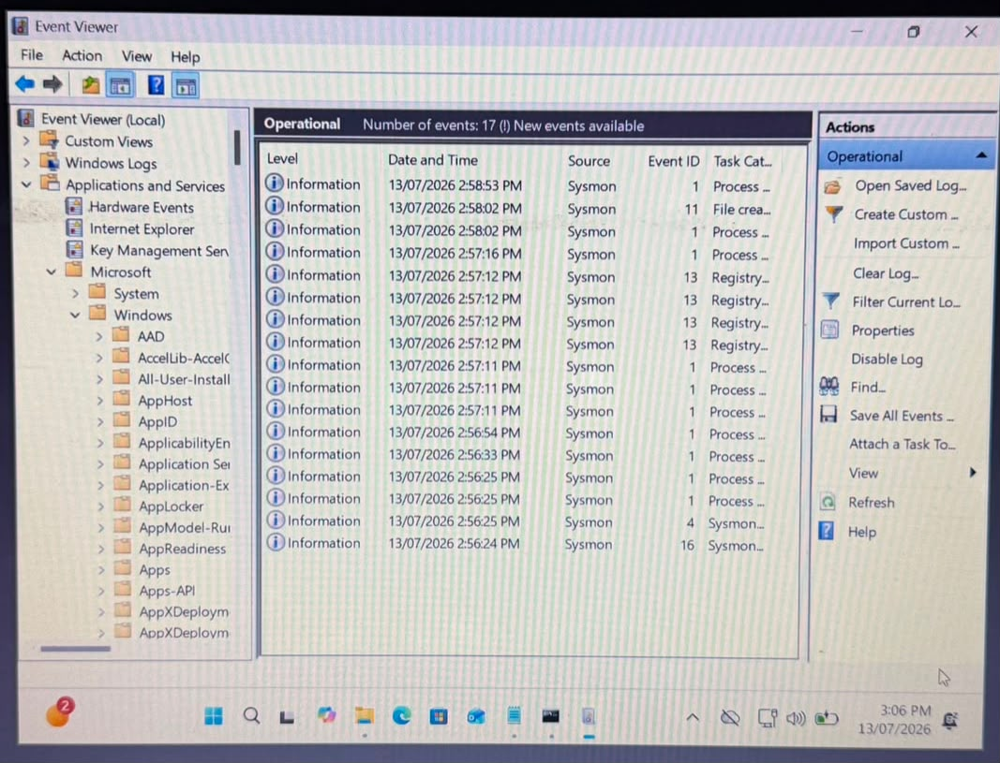 Event Viewer
File Action View Help
Event Viewer (Local)
Custom Views
Windows Logs
Applications and Services
Hardware Events
Internet Explorer
Key Management Serv
Microsoft
System
Windows
AAD
AccelLib-AccelC
All-User-Install
AppHost
AppID
ApplicabilityEn
Application Ser
Application-Ex
AppLocker
AppModel-Rur
AppReadiness
Apps
Apps-API
AppXDeploym
AppXDeploym
Operational Number of events: 17 (!) New events available
Level Date and Time Source Event ID Task Cat...
Information 13/07/2026 2:58:53 PM Sysmon 1 Process ...
Information 13/07/2026 2:58:02 PM Sysmon 11 File crea...
Information 13/07/2026 2:58:02 PM Sysmon 1 Process ...
Information 13/07/2026 2:57:16 PM Sysmon 1 Process ...
Information 13/07/2026 2:57:12 PM Sysmon 13 Registry...
Information 13/07/2026 2:57:12 PM Sysmon 13 Registry...
Information 13/07/2026 2:57:12 PM Sysmon 13 Registry...
Information 13/07/2026 2:57:12 PM Sysmon 13 Registry...
Information 13/07/2026 2:57:11 PM Sysmon 1 Process ...
Information 13/07/2026 2:57:11 PM Sysmon 1 Process ...
Information 13/07/2026 2:57:11 PM Sysmon 1 Process ...
Information 13/07/2026 2:56:54 PM Sysmon 1 Process ...
Information 13/07/2026 2:56:33 PM Sysmon 1 Process ...
Information 13/07/2026 2:56:25 PM Sysmon 1 Process ...
Information 13/07/2026 2:56:25 PM Sysmon 1 Process ...
Information 13/07/2026 2:56:25 PM Sysmon 4 Sysmon...
Information 13/07/2026 2:56:24 PM Sysmon 16 Sysmon...
Actions
Operational
Open Saved Log...
Create Custom ...
Import Custom ...
Clear Log...
Filter Current Lo...
Properties
Disable Log
Find...
Save All Events ...
Attach a Task To...
View
Refresh
Help
2
3:06 PM
13/07/2026